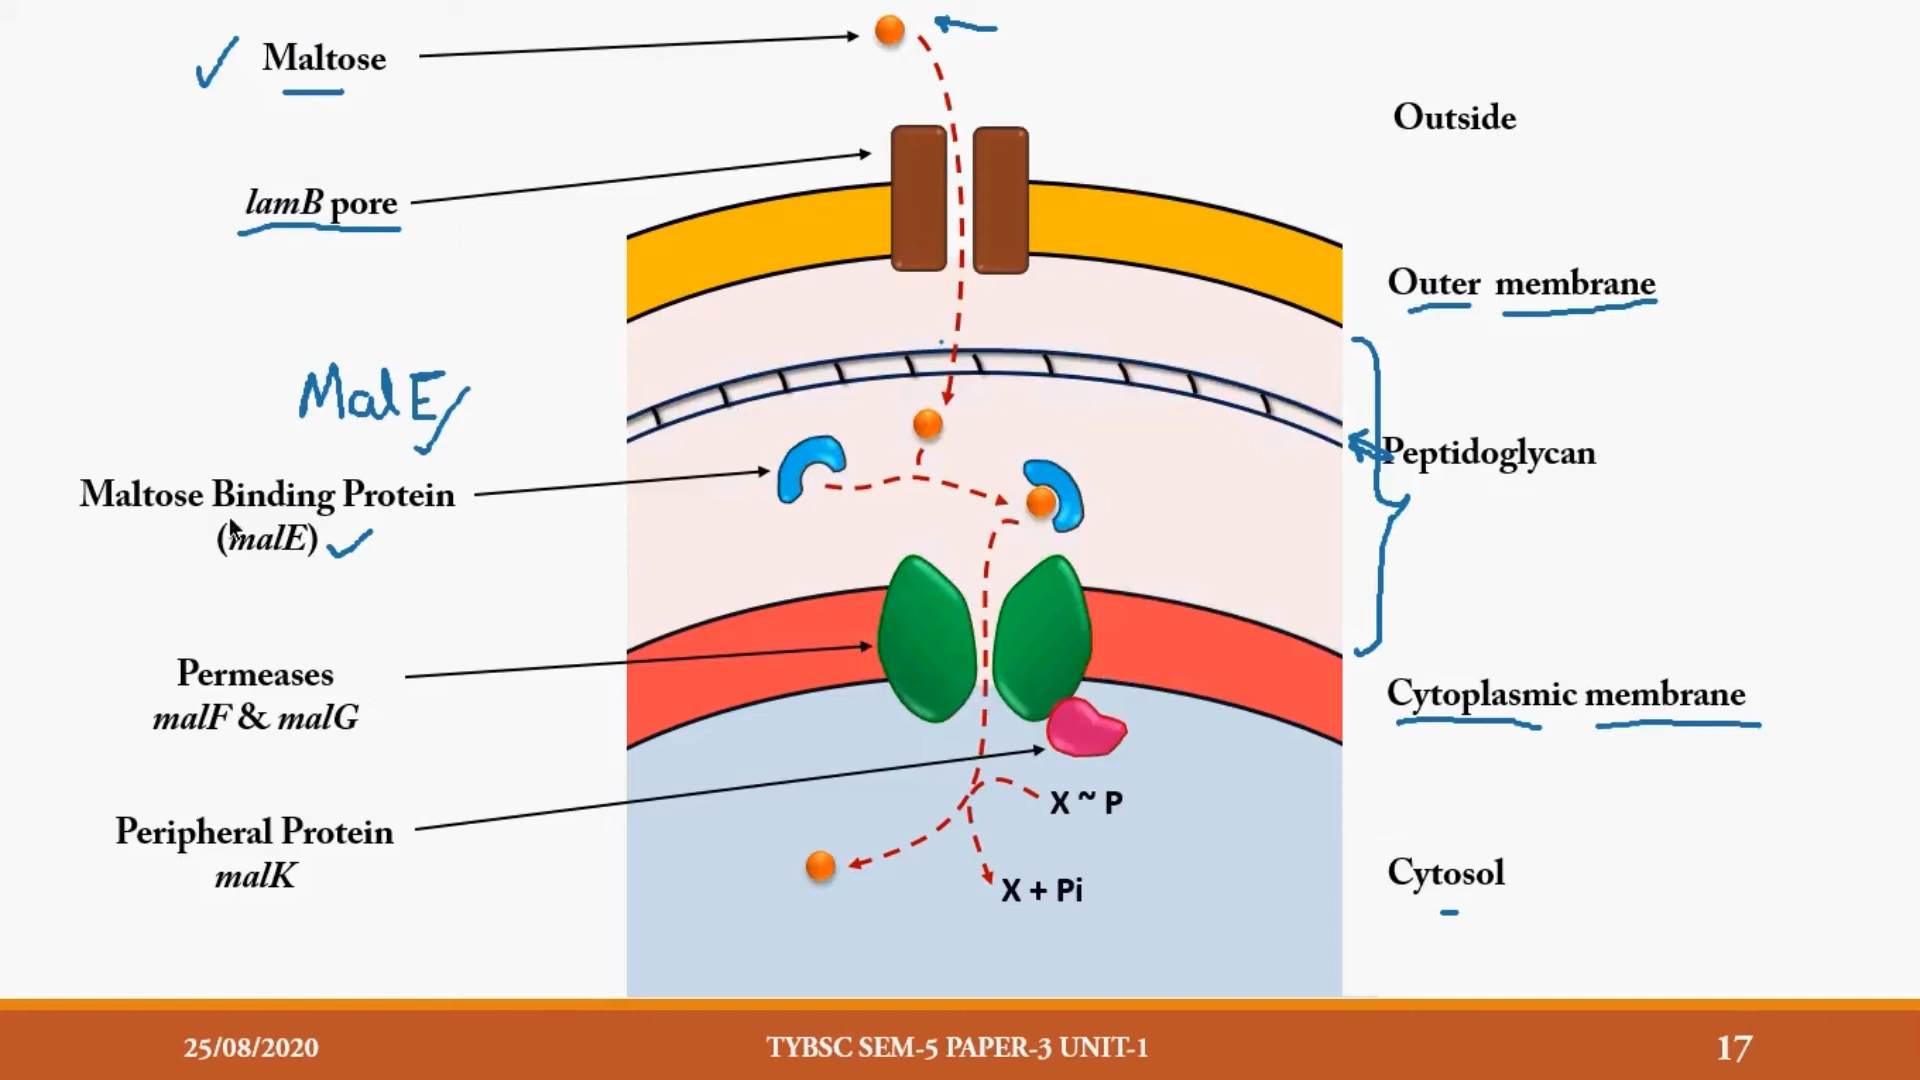 Maltose
Outside
lamB pore
Outer membrane
MalE
Peptidoglycan
Maltose Binding Protein
(malE)
Permeases
malF & malG
Cytoplasmic membrane
X ~ P
Peripheral Protein
malK
X + Pi
Cytosol
25/08/2020
TYBSC SEM-5 PAPER-3 UNIT-1
17